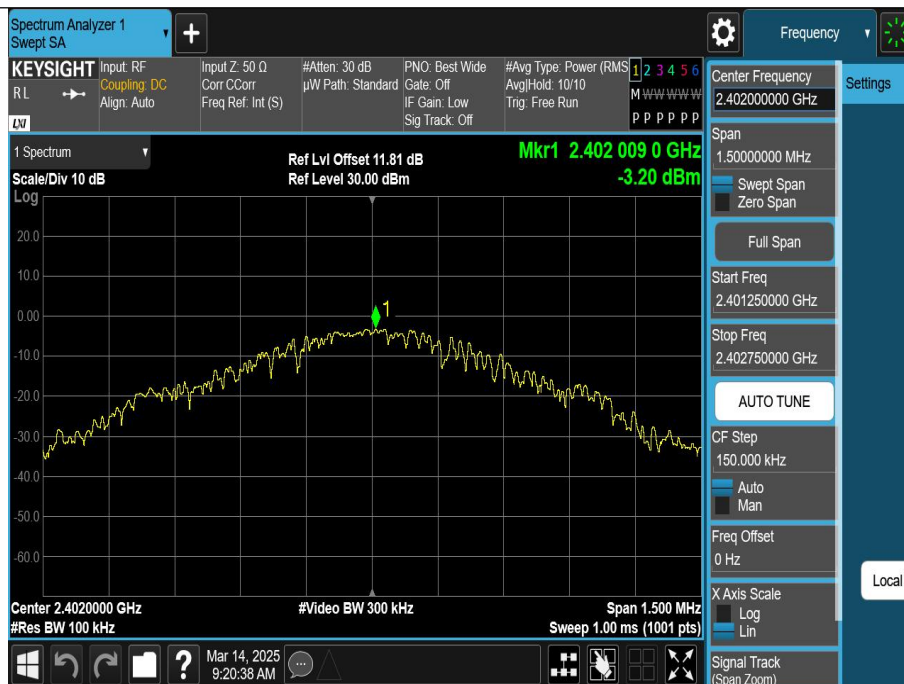 Spectrum Analyzer 1
Swept SA
Frequency
KEYSIGHT
R L
LXI
Input: RF
Coupling: DC
Align: Auto
Input Z: 50 Ω
Corr CCorr
Freq Ref: Int (S)
#Atten: 30 dB
µW Path: Standard
PNO: Best Wide
Gate: Off
IF Gain: Low
Sig Track: Off
#Avg Type: Power (RMS
Avg|Hold: 10/10
Trig: Free Run
1 2 3 4 5 6
M W W W W W
P P P P P P
1 Spectrum
Scale/Div 10 dB
Log
Ref Lvl Offset 11.81 dB
Ref Level 30.00 dBm
Mkr1 2.402 009 0 GHz
-3.20 dBm
20.0
10.0
0.00
-10.0
-20.0
-30.0
-40.0
-50.0
-60.0
1
Center 2.4020000 GHz
#Res BW 100 kHz
#Video BW 300 kHz
Span 1.500 MHz
Sweep 1.00 ms (1001 pts)
Center Frequency
2.402000000 GHz
Span
1.50000000 MHz
Swept Span
Zero Span
Full Span
Start Freq
2.401250000 GHz
Stop Freq
2.402750000 GHz
AUTO TUNE
CF Step
150.000 kHz
Auto
Man
Freq Offset
0 Hz
X Axis Scale
Log
Lin
Signal Track
(Span Zoom)
Settings
Local
?
Mar 14, 2025
9:20:38 AM